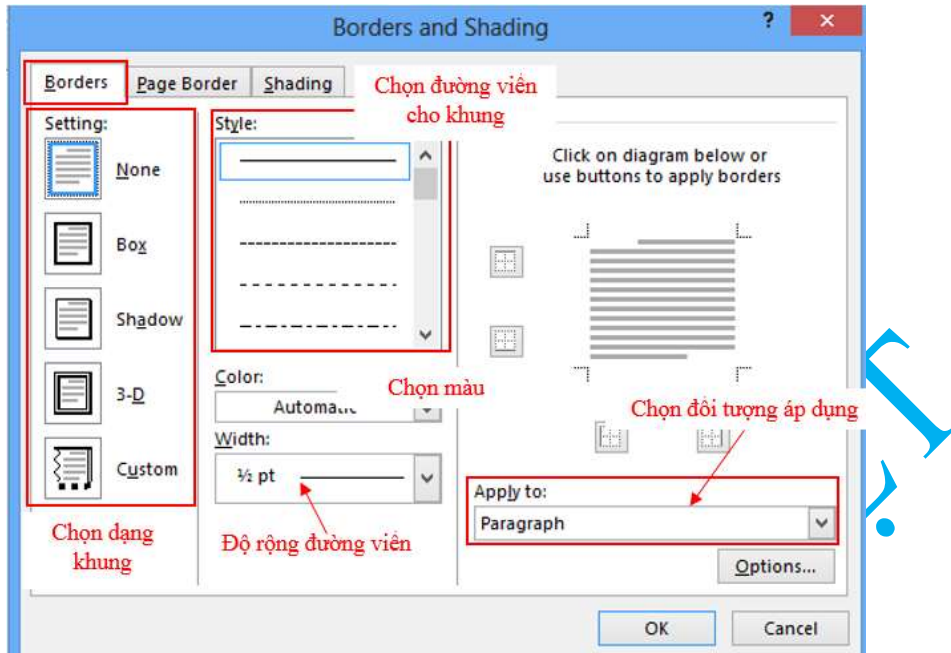 Borders and Shading
?
Borders
Page Border
Shading
Chọn đường viền
cho khung
Setting:
None
Box
Shadow
3-D
Custom
Chọn dạng
khung
Style:
Color:
Chọn màu
Width:
½ pt
Độ rộng đường viền
Click on diagram below or
use buttons to apply borders
Chọn đối tượng áp dụng
Apply to:
Paragraph
Options...
OK
Cancel